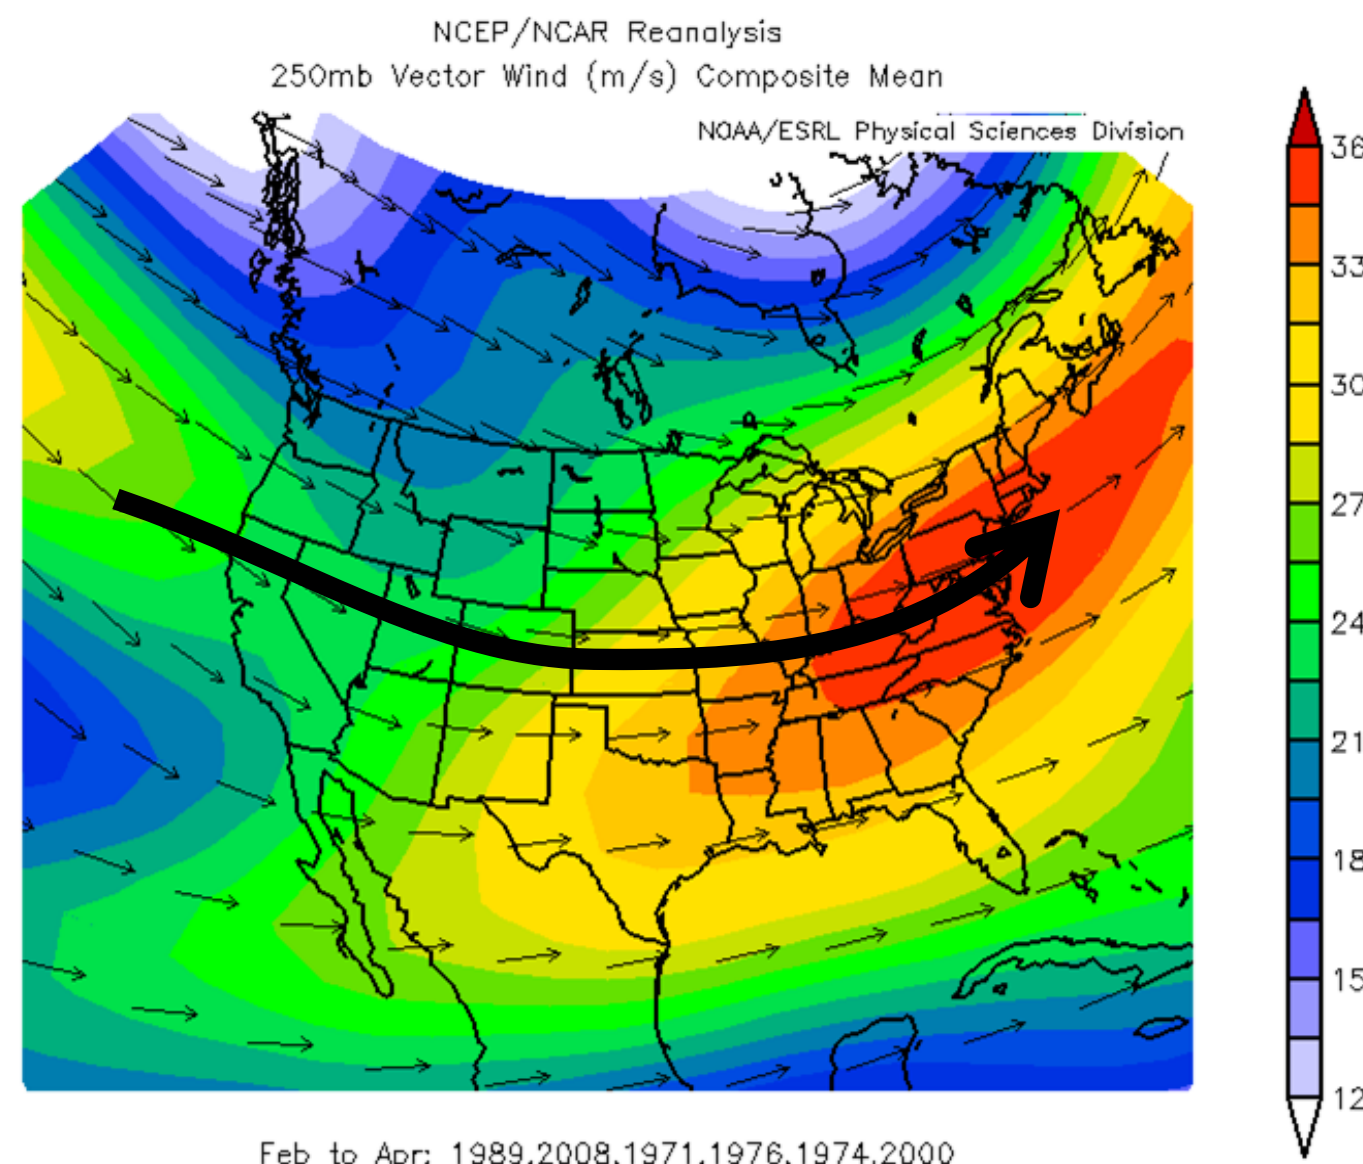 NCEP/NCAR Reanalysis
250mb Vector Wind (m/s) Composite Mean
NOAA/ESRL Physical Sciences Division
36
33
30
27
24
21
18
15
12
Feb to Apr: 1989,2008,1971,1976,1974,2000